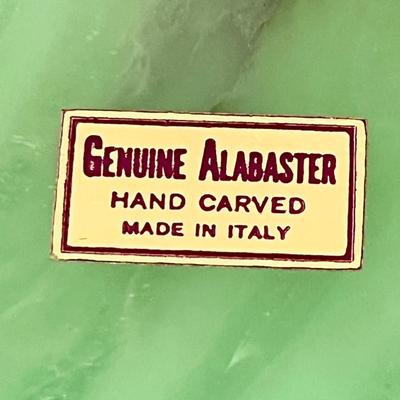 GENUINE ALABASTER
HAND CARVED
MADE IN ITALY